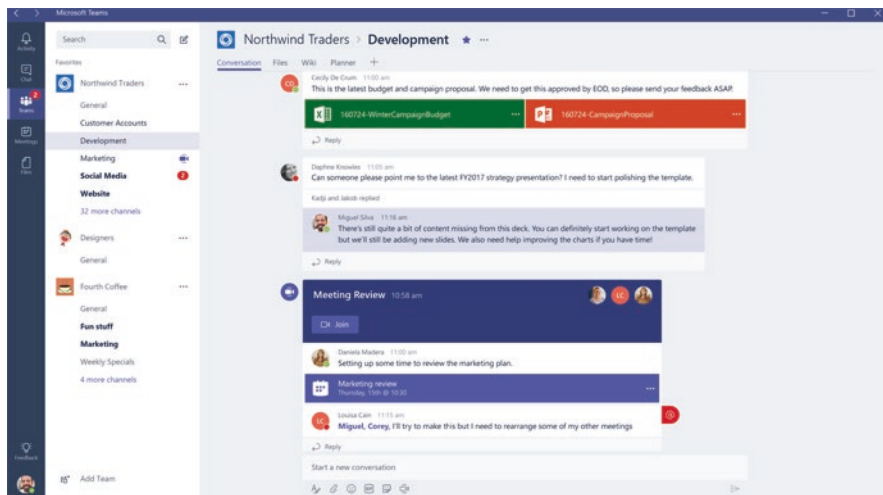 Microsoft Teams
Activity
Chat
Teams
2
Meetings
Files
Feedback
Search
Favorites
Northwind Traders
General
Customer Accounts
Development
Marketing
Social Media 2
Website
32 more channels
Designers
General
Fourth Coffee
General
Fun stuff
Marketing
Weekly Specials
4 more channels
Add Team
Northwind Traders > Development
Conversation Files Wiki Planner
CD
Cecily De Crum 11:00 am
This is the latest budget and campaign proposal. We need to get this approved by EOD, so please send your feedback ASAP.
160724-WinterCampaignBudget
160724-CampaignProposal
Reply
Daphne Knowles 11:05 am
Can someone please point me to the latest FY2017 strategy presentation? I need to start polishing the template.
Kadji and Jakob replied
Miguel Silva 11:16 am
There's still quite a bit of content missing from this deck. You can definitely start working on the template
but we'll still be adding new slides. We also need help improving the charts if you have time!
Reply
Meeting Review 10:58 am
LC
Join
Daniela Madera 11:00 am
Setting up some time to review the marketing plan.
Marketing review
Thursday, 15th @ 10:30
LC
Louisa Cain 11:15 am
Miguel, Corey, I'll try to make this but I need to rearrange some of my other meetings
@
Reply
Start a new conversation
GIF